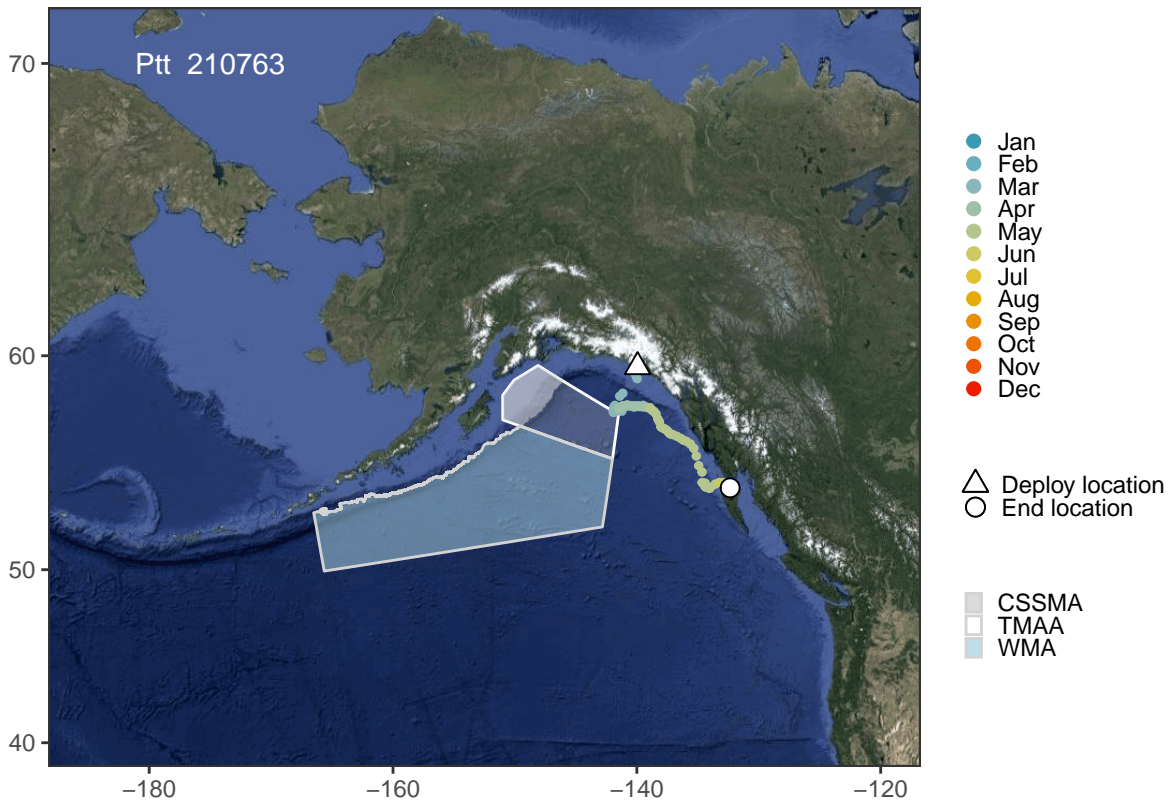 Ptt 210763
70
60
50
40
−180
−160
−140
−120
Jan
Feb
Mar
Apr
May
Jun
Jul
Aug
Sep
Oct
Nov
Dec
Deploy location
End location
CSSMA
TMAA
WMA